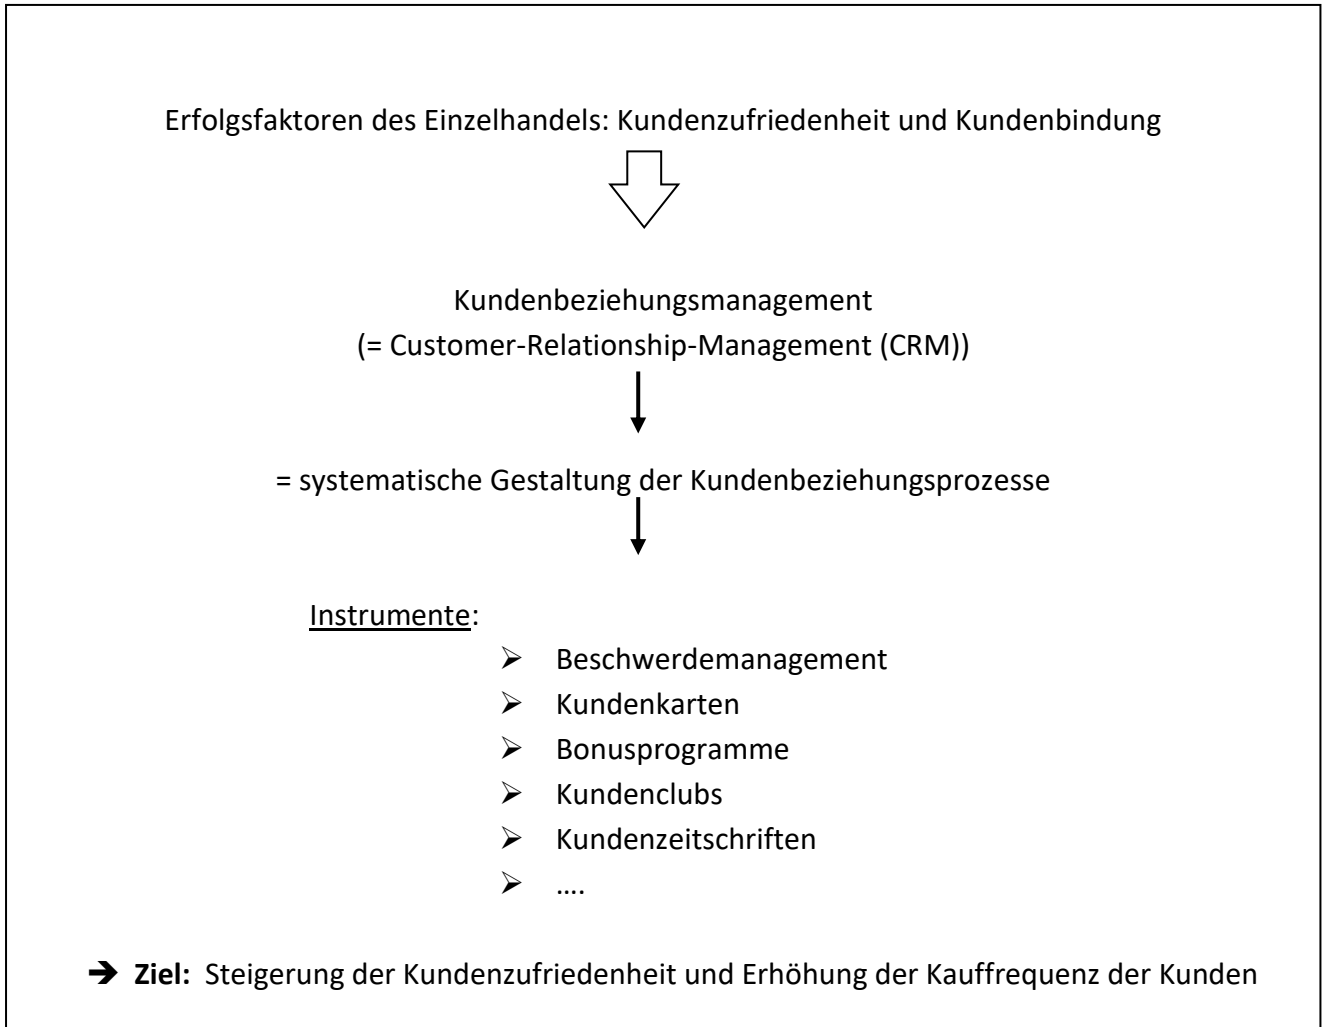 Erfolgsfaktoren des Einzelhandels: Kundenzufriedenheit und Kundenbindung
Kundenbeziehungsmanagement
(= Customer-Relationship-Management (CRM))
= systematische Gestaltung der Kundenbeziehungsprozesse
Instrumente:
➢ Beschwerdemanagement
➢ Kundenkarten
➢ Bonusprogramme
➢ Kundenclubs
➢ Kundenzeitschriften
➢ ….
➔ Ziel: Steigerung der Kundenzufriedenheit und Erhöhung der Kauffrequenz der Kunden